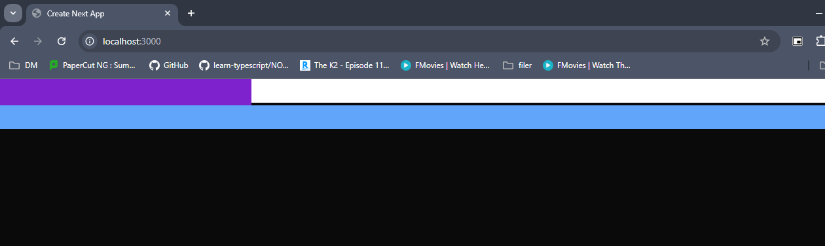 Create Next App
localhost:3000
DM PaperCut NG : Sum... GitHub learn-typescript/NO... R The K2 - Episode 11... FMovies | Watch He... filer FMovies | Watch Th...